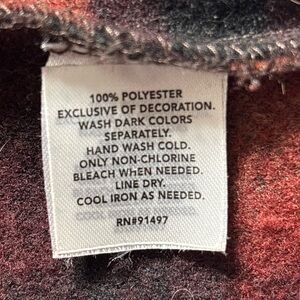 100% POLYESTER
EXCLUSIVE OF DECORATION.
WASH DARK COLORS
SEPARATELY.
HAND WASH COLD.
ONLY NON-CHLORINE
BLEACH WHEN NEEDED.
LINE DRY.
COOL IRON AS NEEDED.
RN#91497